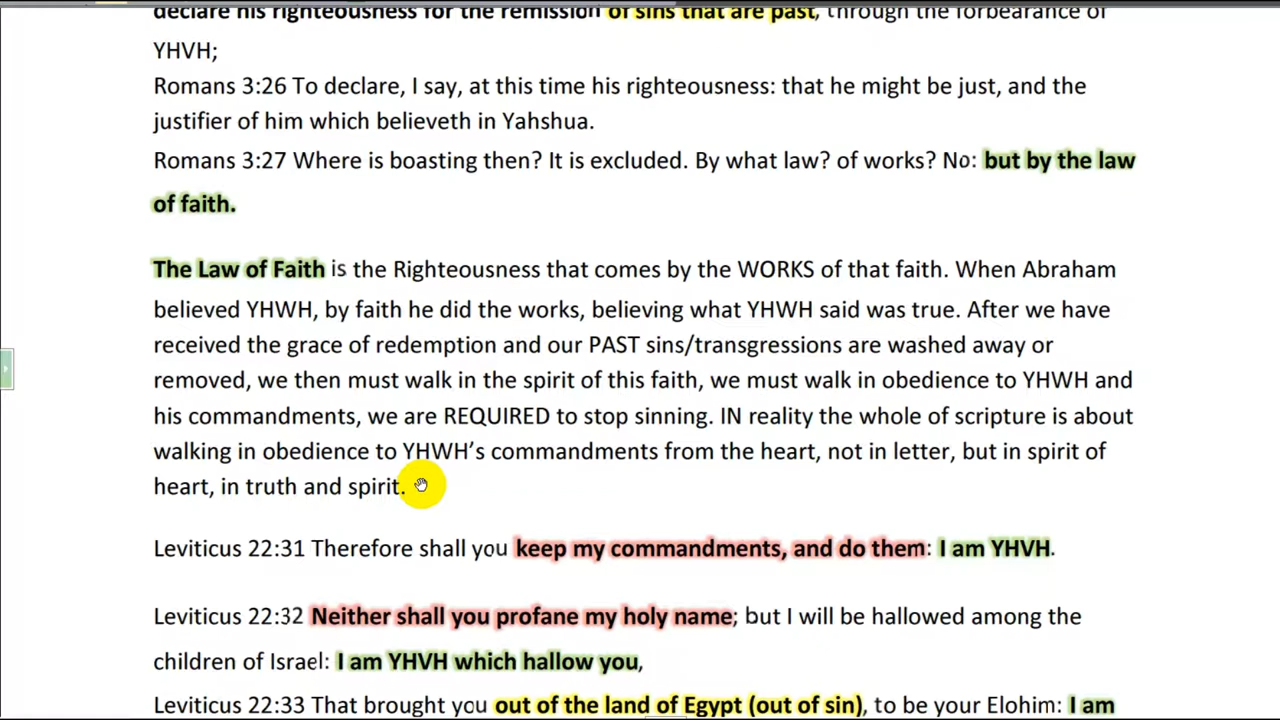 declare his righteousness for the remission of sins that are past, through the forbearance of
YHVH;
Romans 3:26 To declare, I say, at this time his righteousness: that he might be just, and the
justifier of him which believeth in Yahshua.
Romans 3:27 Where is boasting then? It is excluded. By what law? of works? No: but by the law
of faith.
The Law of Faith is the Righteousness that comes by the WORKS of that faith. When Abraham
believed YHWH, by faith he did the works, believing what YHWH said was true. After we have
received the grace of redemption and our PAST sins/transgressions are washed away or
removed, we then must walk in the spirit of this faith, we must walk in obedience to YHWH and
his commandments, we are REQUIRED to stop sinning. IN reality the whole of scripture is about
walking in obedience to YHWH’s commandments from the heart, not in letter, but in spirit of
heart, in truth and spirit.
Leviticus 22:31 Therefore shall you keep my commandments, and do them: I am YHVH.
Leviticus 22:32 Neither shall you profane my holy name; but I will be hallowed among the
children of Israel: I am YHVH which hallow you,
Leviticus 22:33 That brought you out of the land of Egypt (out of sin), to be your Elohim: I am